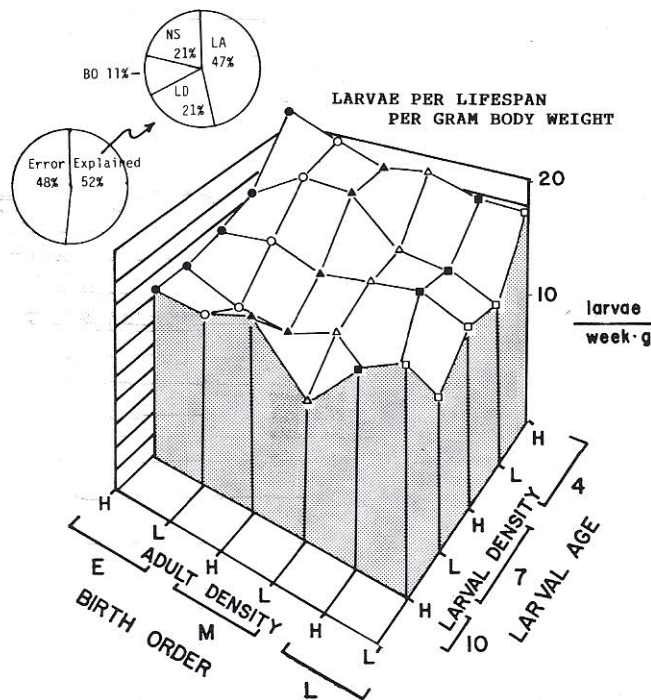 NS
21%
LA
47%
BO 11%
LD
21%
Error
48%
Explained
52%
LARVAE PER LIFESPAN
PER GRAM BODY WEIGHT
20
10
larvae
week·g
H
L
H
L
H
L
E
M
L
ADULT DENSITY
BIRTH ORDER
H
L
H
L
H
10
7
4
LARVAL DENSITY
LARVAL AGE